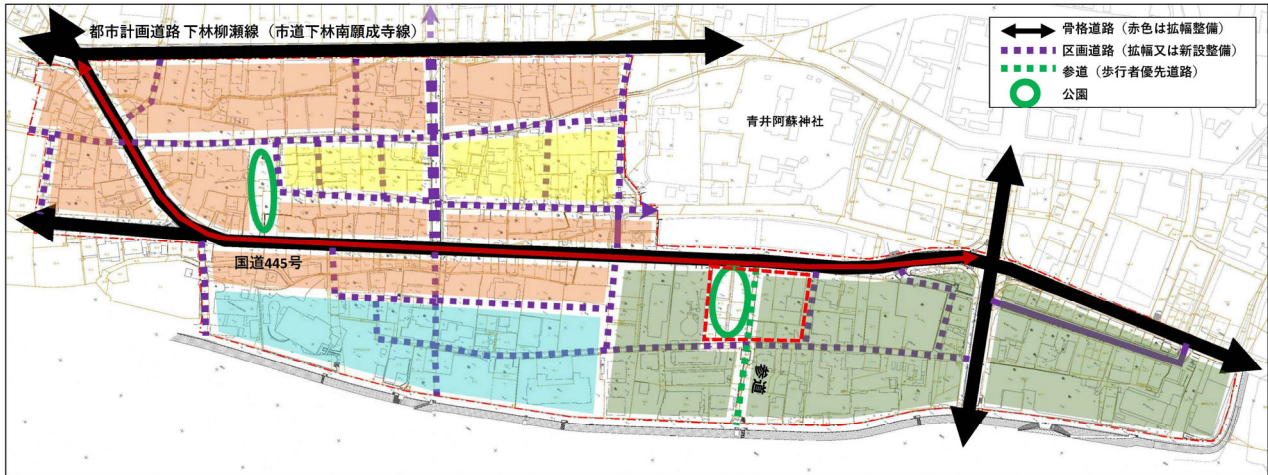 都市計画道路 下林柳瀬線（市道下林南願成寺線）
骨格道路（赤色は拡幅整備）
区画道路（拡幅又は新設整備）
参道（歩行者優先道路）
公園
青井阿蘇神社
国道445号
参道